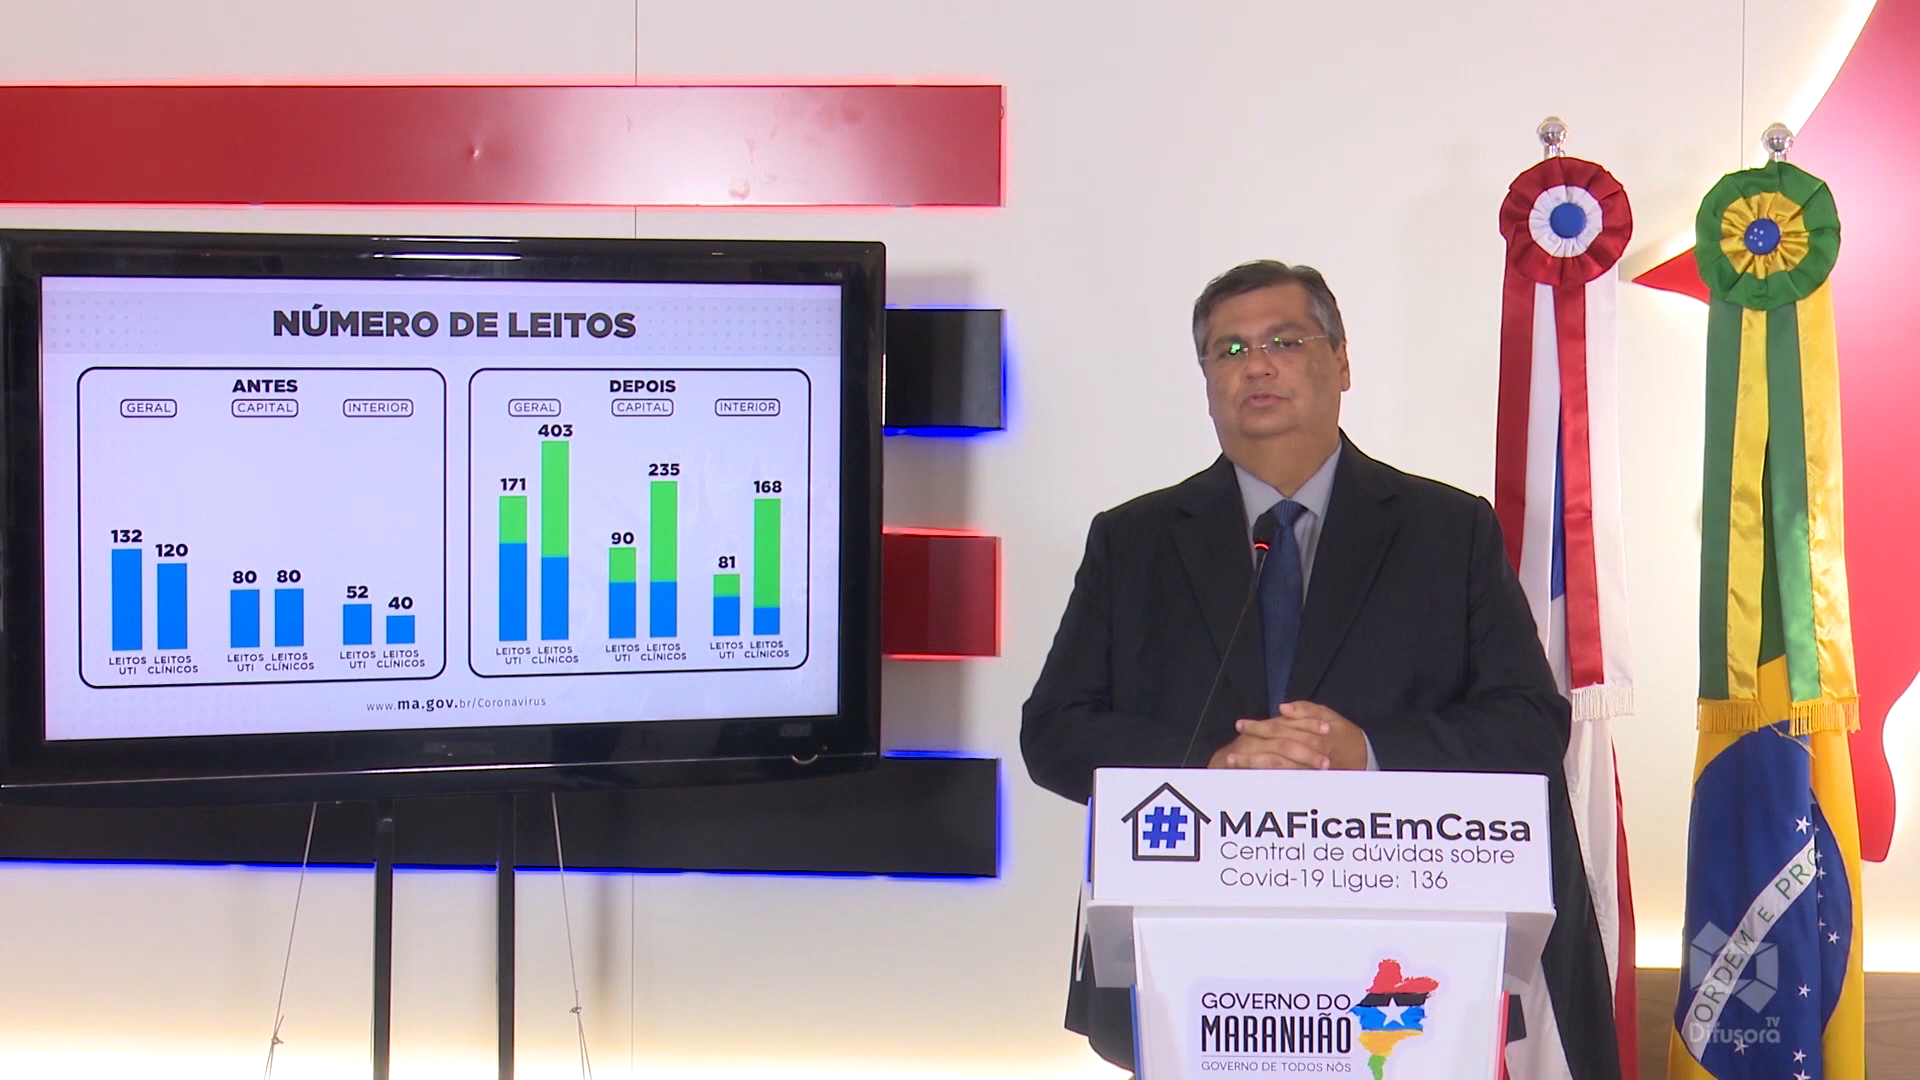 NÚMERO DE LEITOS
ANTES
GERAL CAPITAL INTERIOR
132 120 80 80 52 40
LEITOS UTI LEITOS CLÍNICOS LEITOS UTI LEITOS CLÍNICOS LEITOS UTI LEITOS CLÍNICOS
DEPOIS
GERAL CAPITAL INTERIOR
171 403 90 235 81 168
LEITOS UTI LEITOS CLÍNICOS LEITOS UTI LEITOS CLÍNICOS LEITOS UTI LEITOS CLÍNICOS
www.ma.gov.br/Coronavirus
#MAFicaEmCasa
Central de dúvidas sobre
Covid-19 Ligue: 136
GOVERNO DO
MARANHÃO
GOVERNO DE TODOS NÓS
ORDEM E PRO
Difusora TV